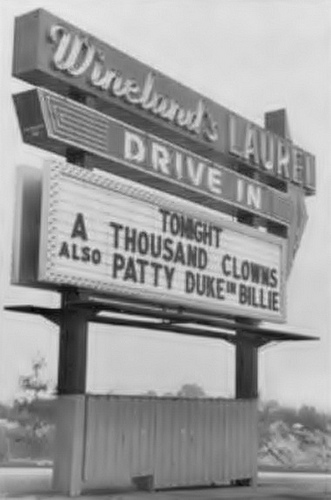 Wineland's LAUREL
DRIVE IN
TONIGHT
A THOUSAND CLOWNS
ALSO PATTY DUKE IN BILLIE